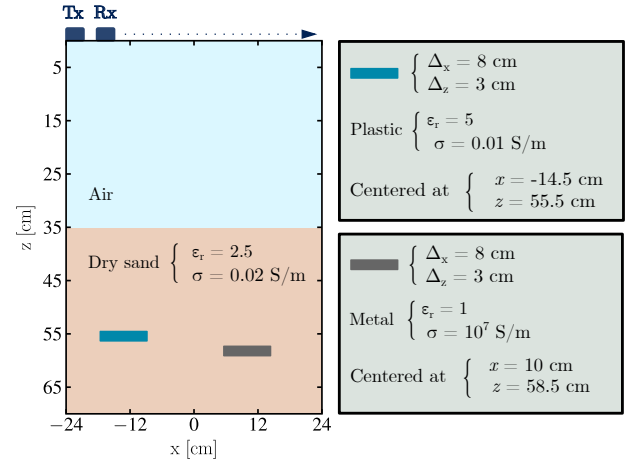 Tx Rx
5
15
25
35
45
55
65
z [cm]
Air
Dry sand { εr = 2.5
σ = 0.02 S/m
−24 −12 0 12 24
x [cm]
{ Δx = 8 cm
Δz = 3 cm
Plastic { εr = 5
σ = 0.01 S/m
Centered at { x = -14.5 cm
z = 55.5 cm
{ Δx = 8 cm
Δz = 3 cm
Metal { εr = 1
σ = 10⁷ S/m
Centered at { x = 10 cm
z = 58.5 cm